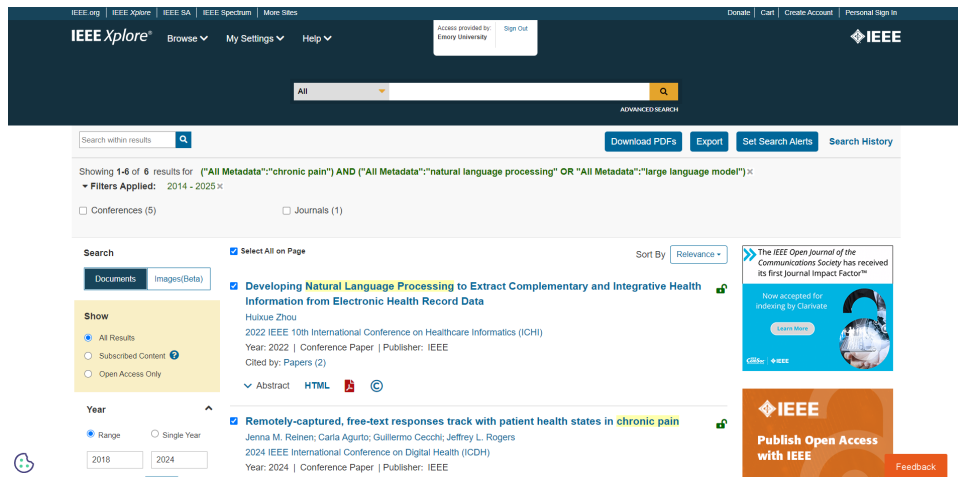 IEEE.org | IEEE Xplore | IEEE SA | IEEE Spectrum | More Sites
Donate | Cart | Create Account | Personal Sign In
IEEE Xplore®
Browse
My Settings
Help
Access provided by:
Emory University
Sign Out
IEEE
All
ADVANCED SEARCH
Search within results
Download PDFs
Export
Set Search Alerts
Search History
Showing 1-6 of 6 results for ("All Metadata":"chronic pain") AND ("All Metadata":"natural language processing" OR "All Metadata":"large language model") ×
Filters Applied: 2014 - 2025 ×
Conferences (5)
Journals (1)
Search
Documents
Images(Beta)
Show
All Results
Subscribed Content ?
Open Access Only
Year
Range
Single Year
2018
2024
Select All on Page
Sort By
Relevance
Developing Natural Language Processing to Extract Complementary and Integrative Health
Information from Electronic Health Record Data
Huixue Zhou
2022 IEEE 10th International Conference on Healthcare Informatics (ICHI)
Year: 2022 | Conference Paper | Publisher: IEEE
Cited by: Papers (2)
Abstract
HTML
©
Remotely-captured, free-text responses track with patient health states in chronic pain
Jenna M. Reinen; Carla Agurto; Guillermo Cecchi; Jeffrey L. Rogers
2024 IEEE International Conference on Digital Health (ICDH)
Year: 2024 | Conference Paper | Publisher: IEEE
The IEEE Open Journal of the
Communications Society has received
its first Journal Impact Factor™
Now accepted for
indexing by Clarivate
Learn More
IEEE
IEEE
Publish Open Access
with IEEE
Feedback